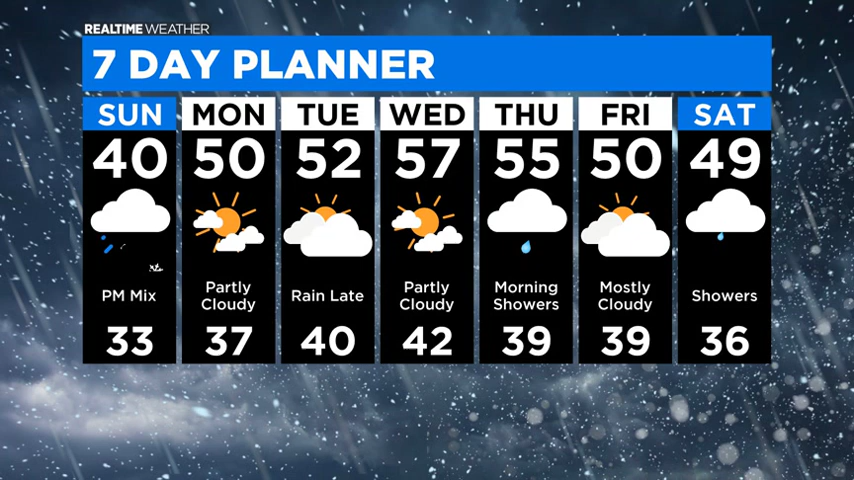 REALTIME WEATHER
7 DAY PLANNER
SUN MON TUE WED THU FRI SAT
40 50 52 57 55 50 49
PM Mix
Partly
Cloudy
Rain Late
Partly
Cloudy
Morning
Showers
Mostly
Cloudy
Showers
33 37 40 42 39 39 36